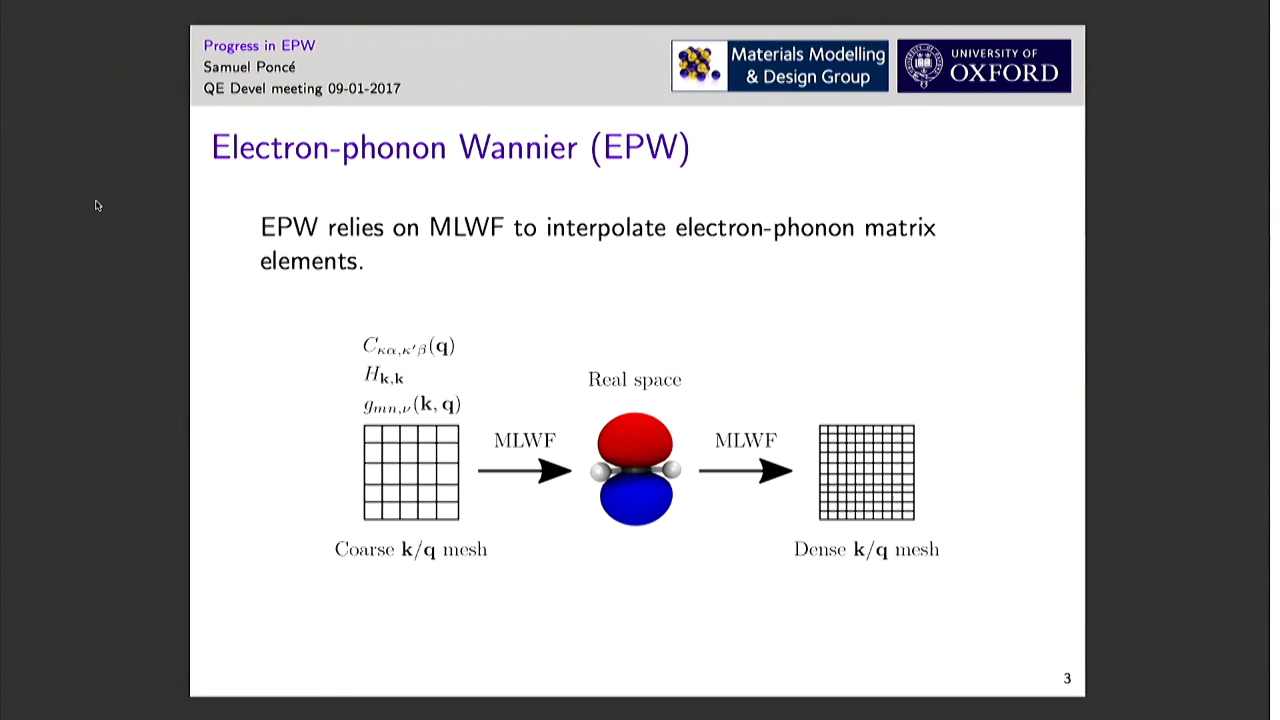 Progress in EPW
Samuel Poncé
QE Devel meeting 09-01-2017
Materials Modelling
& Design Group
UNIVERSITY OF
OXFORD
Electron-phonon Wannier (EPW)
EPW relies on MLWF to interpolate electron-phonon matrix
elements.
C_{κα,κ′β}(q)
H_{k,k}
g_{mn,ν}(k, q)
Real space
MLWF
MLWF
Coarse k/q mesh
Dense k/q mesh
3